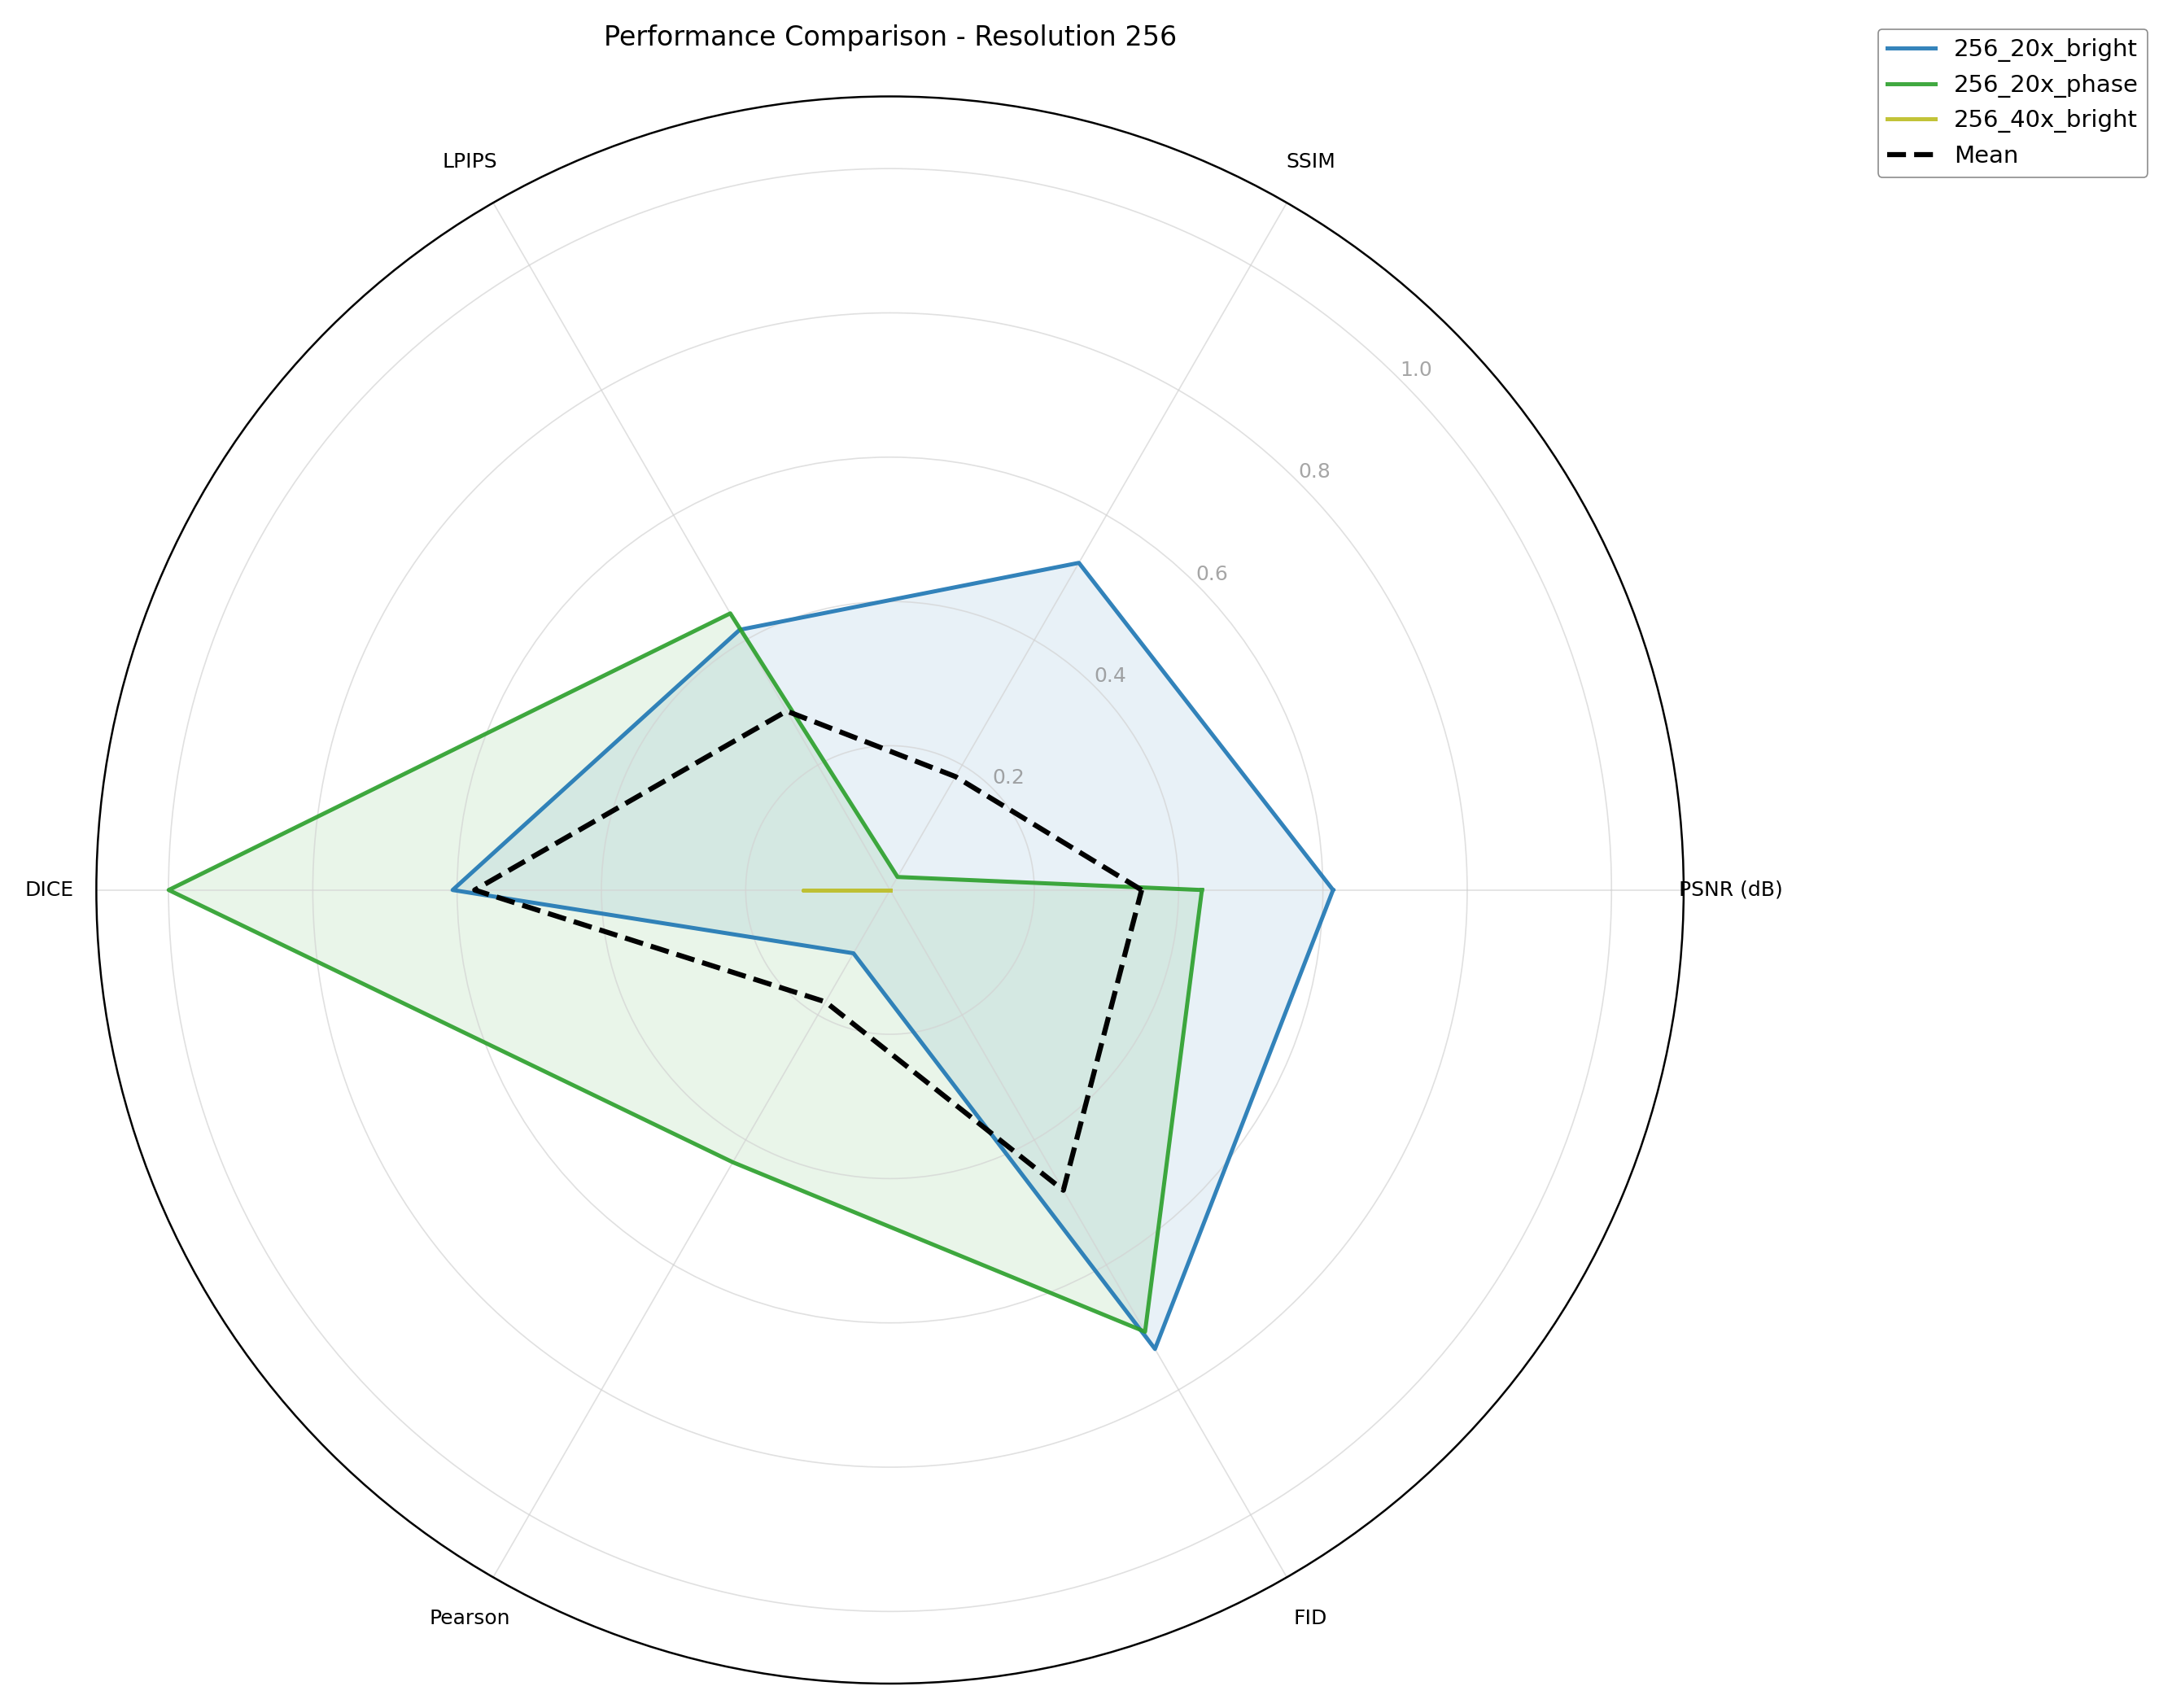 Performance Comparison - Resolution 256
256_20x_bright
256_20x_phase
256_40x_bright
Mean
LPIPS
SSIM
1.0
0.8
0.6
0.4
0.2
DICE
PSNR (dB)
Pearson
FID